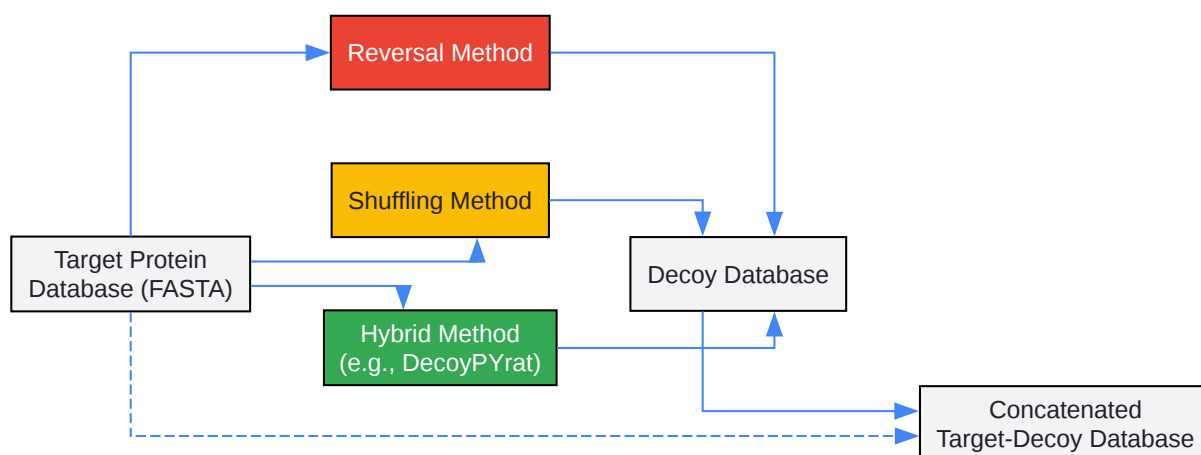 Reversal Method
Shuffling Method
Target Protein
Database (FASTA)
Decoy Database
Hybrid Method
(e.g., DecoyPYrat)
Concatenated
Target-Decoy Database